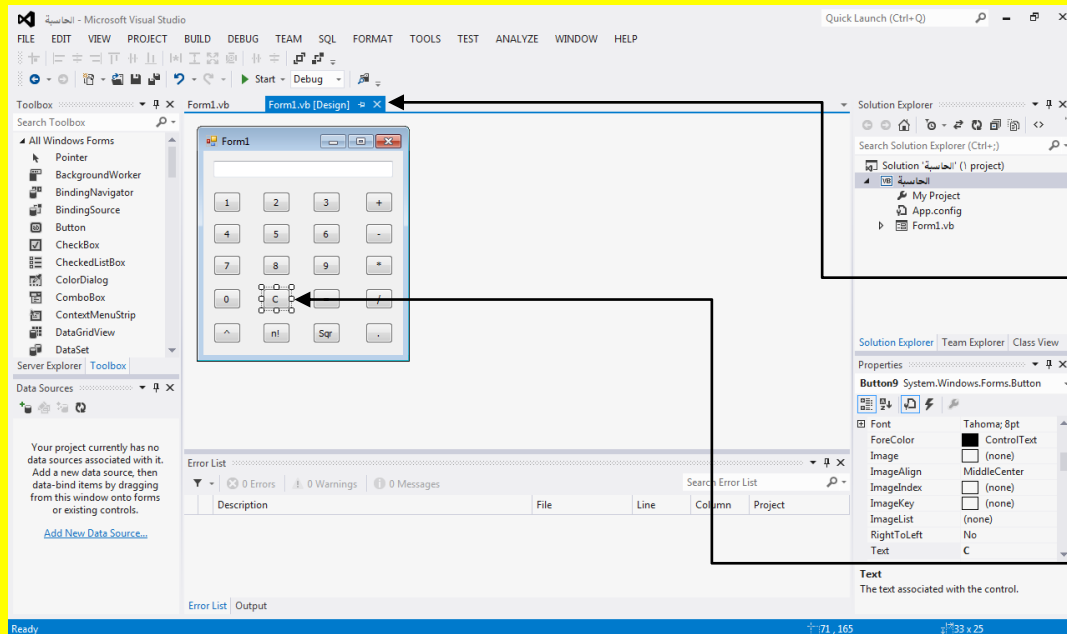 الحاسبة - Microsoft Visual Studio
Quick Launch (Ctrl+Q)
FILE EDIT VIEW PROJECT BUILD DEBUG TEAM SQL FORMAT TOOLS TEST ANALYZE WINDOW HELP
Start Debug
Toolbox
Search Toolbox
All Windows Forms
Pointer
BackgroundWorker
BindingNavigator
BindingSource
Button
CheckBox
CheckedListBox
ColorDialog
ComboBox
ContextMenuStrip
DataGridView
DataSet
Server Explorer Toolbox
Data Sources
Your project currently has no
data sources associated with it.
Add a new data source, then
data-bind items by dragging
from this window onto forms
or existing controls.
Add New Data Source...
Form1.vb Form1.vb [Design]
Form1
1 2 3 +
4 5 6 -
7 8 9 *
0 C /
^ n! Sqr .
Error List
0 Errors 0 Warnings 0 Messages
Search Error List
Description File Line Column Project
Error List Output
Solution Explorer
Search Solution Explorer (Ctrl+;)
Solution 'الحاسبة' (١ project)
الحاسبة
My Project
App.config
Form1.vb
Solution Explorer Team Explorer Class View
Properties
Button9 System.Windows.Forms.Button
Font Tahoma; 8pt
ForeColor ControlText
Image (none)
ImageAlign MiddleCenter
ImageIndex (none)
ImageKey (none)
ImageList (none)
RightToLeft No
Text C
Text
The text associated with the control.
Ready 71 , 165 33 x 25